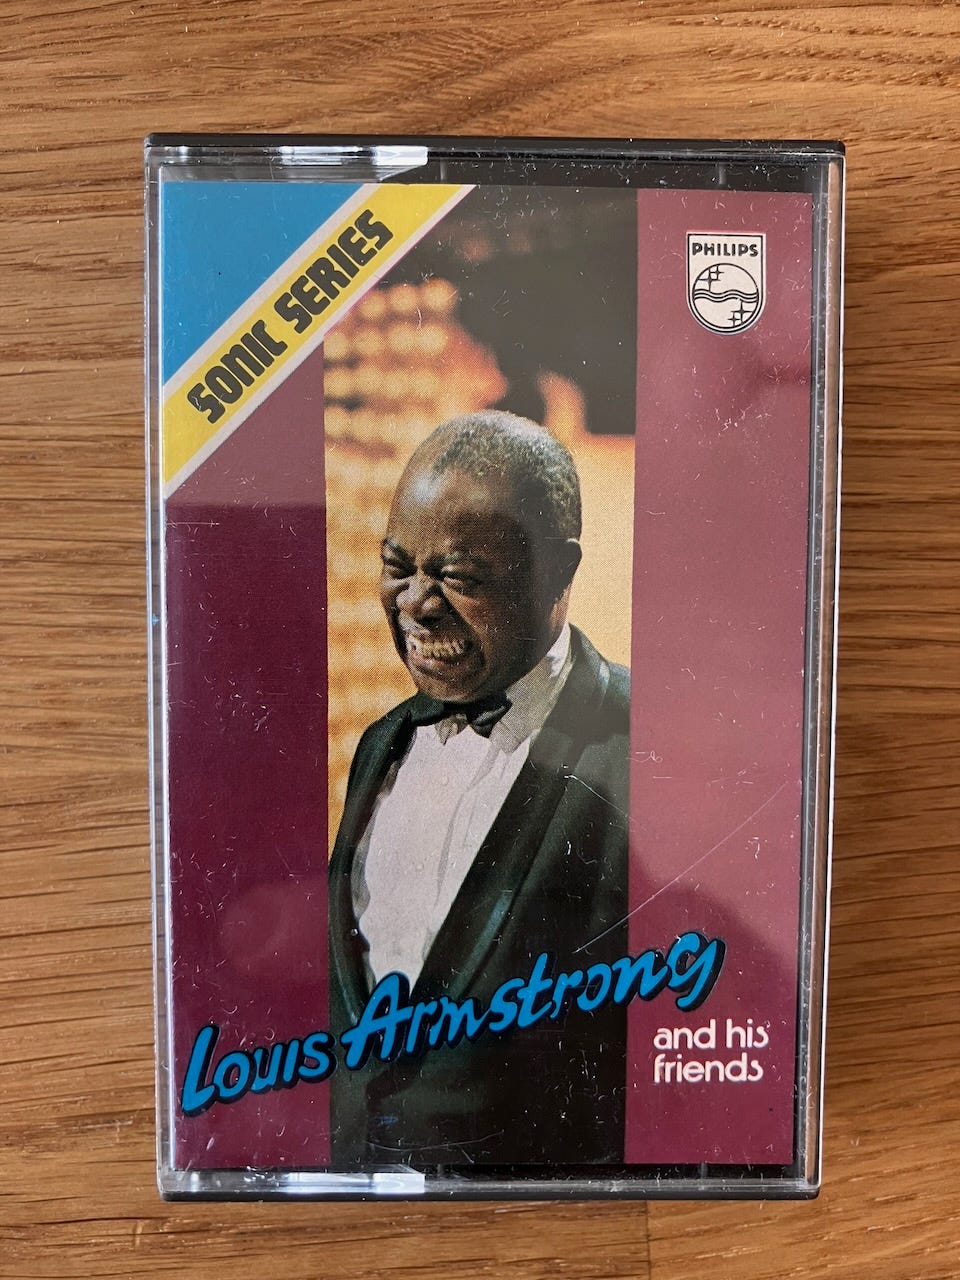 SONIC SERIES
PHILIPS
Louis Armstrong
and his
friends